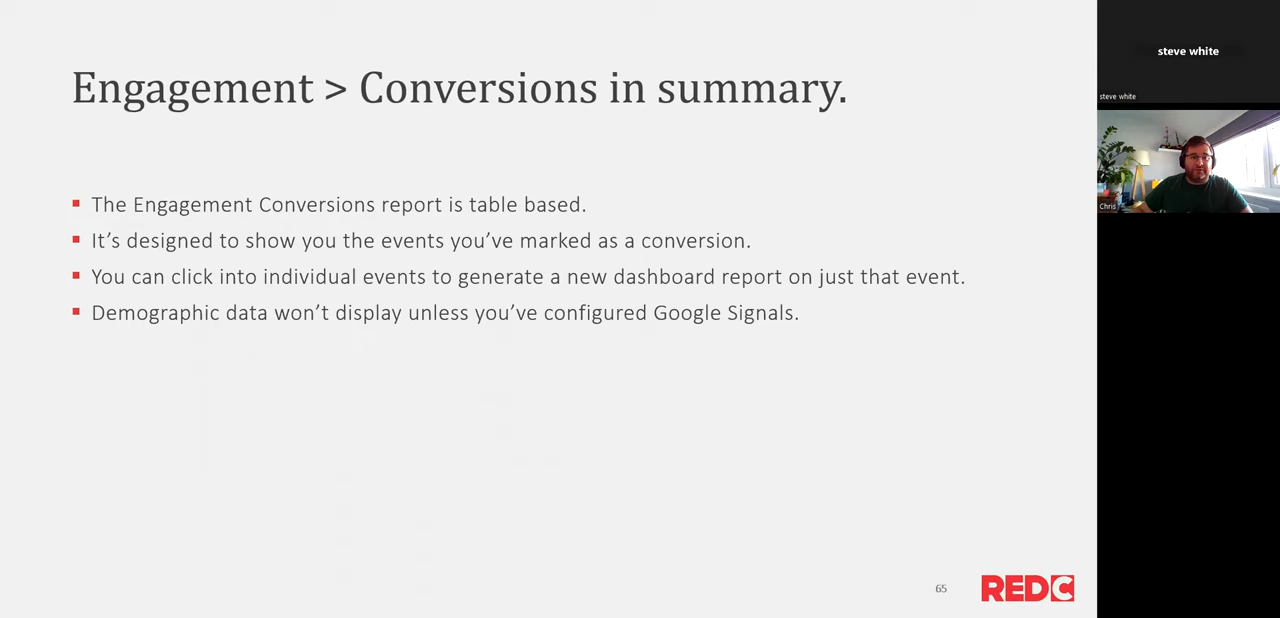 Engagement > Conversions in summary.
The Engagement Conversions report is table based.
It’s designed to show you the events you’ve marked as a conversion.
You can click into individual events to generate a new dashboard report on just that event.
Demographic data won’t display unless you’ve configured Google Signals.
65
REDC
steve white
steve white
Chris